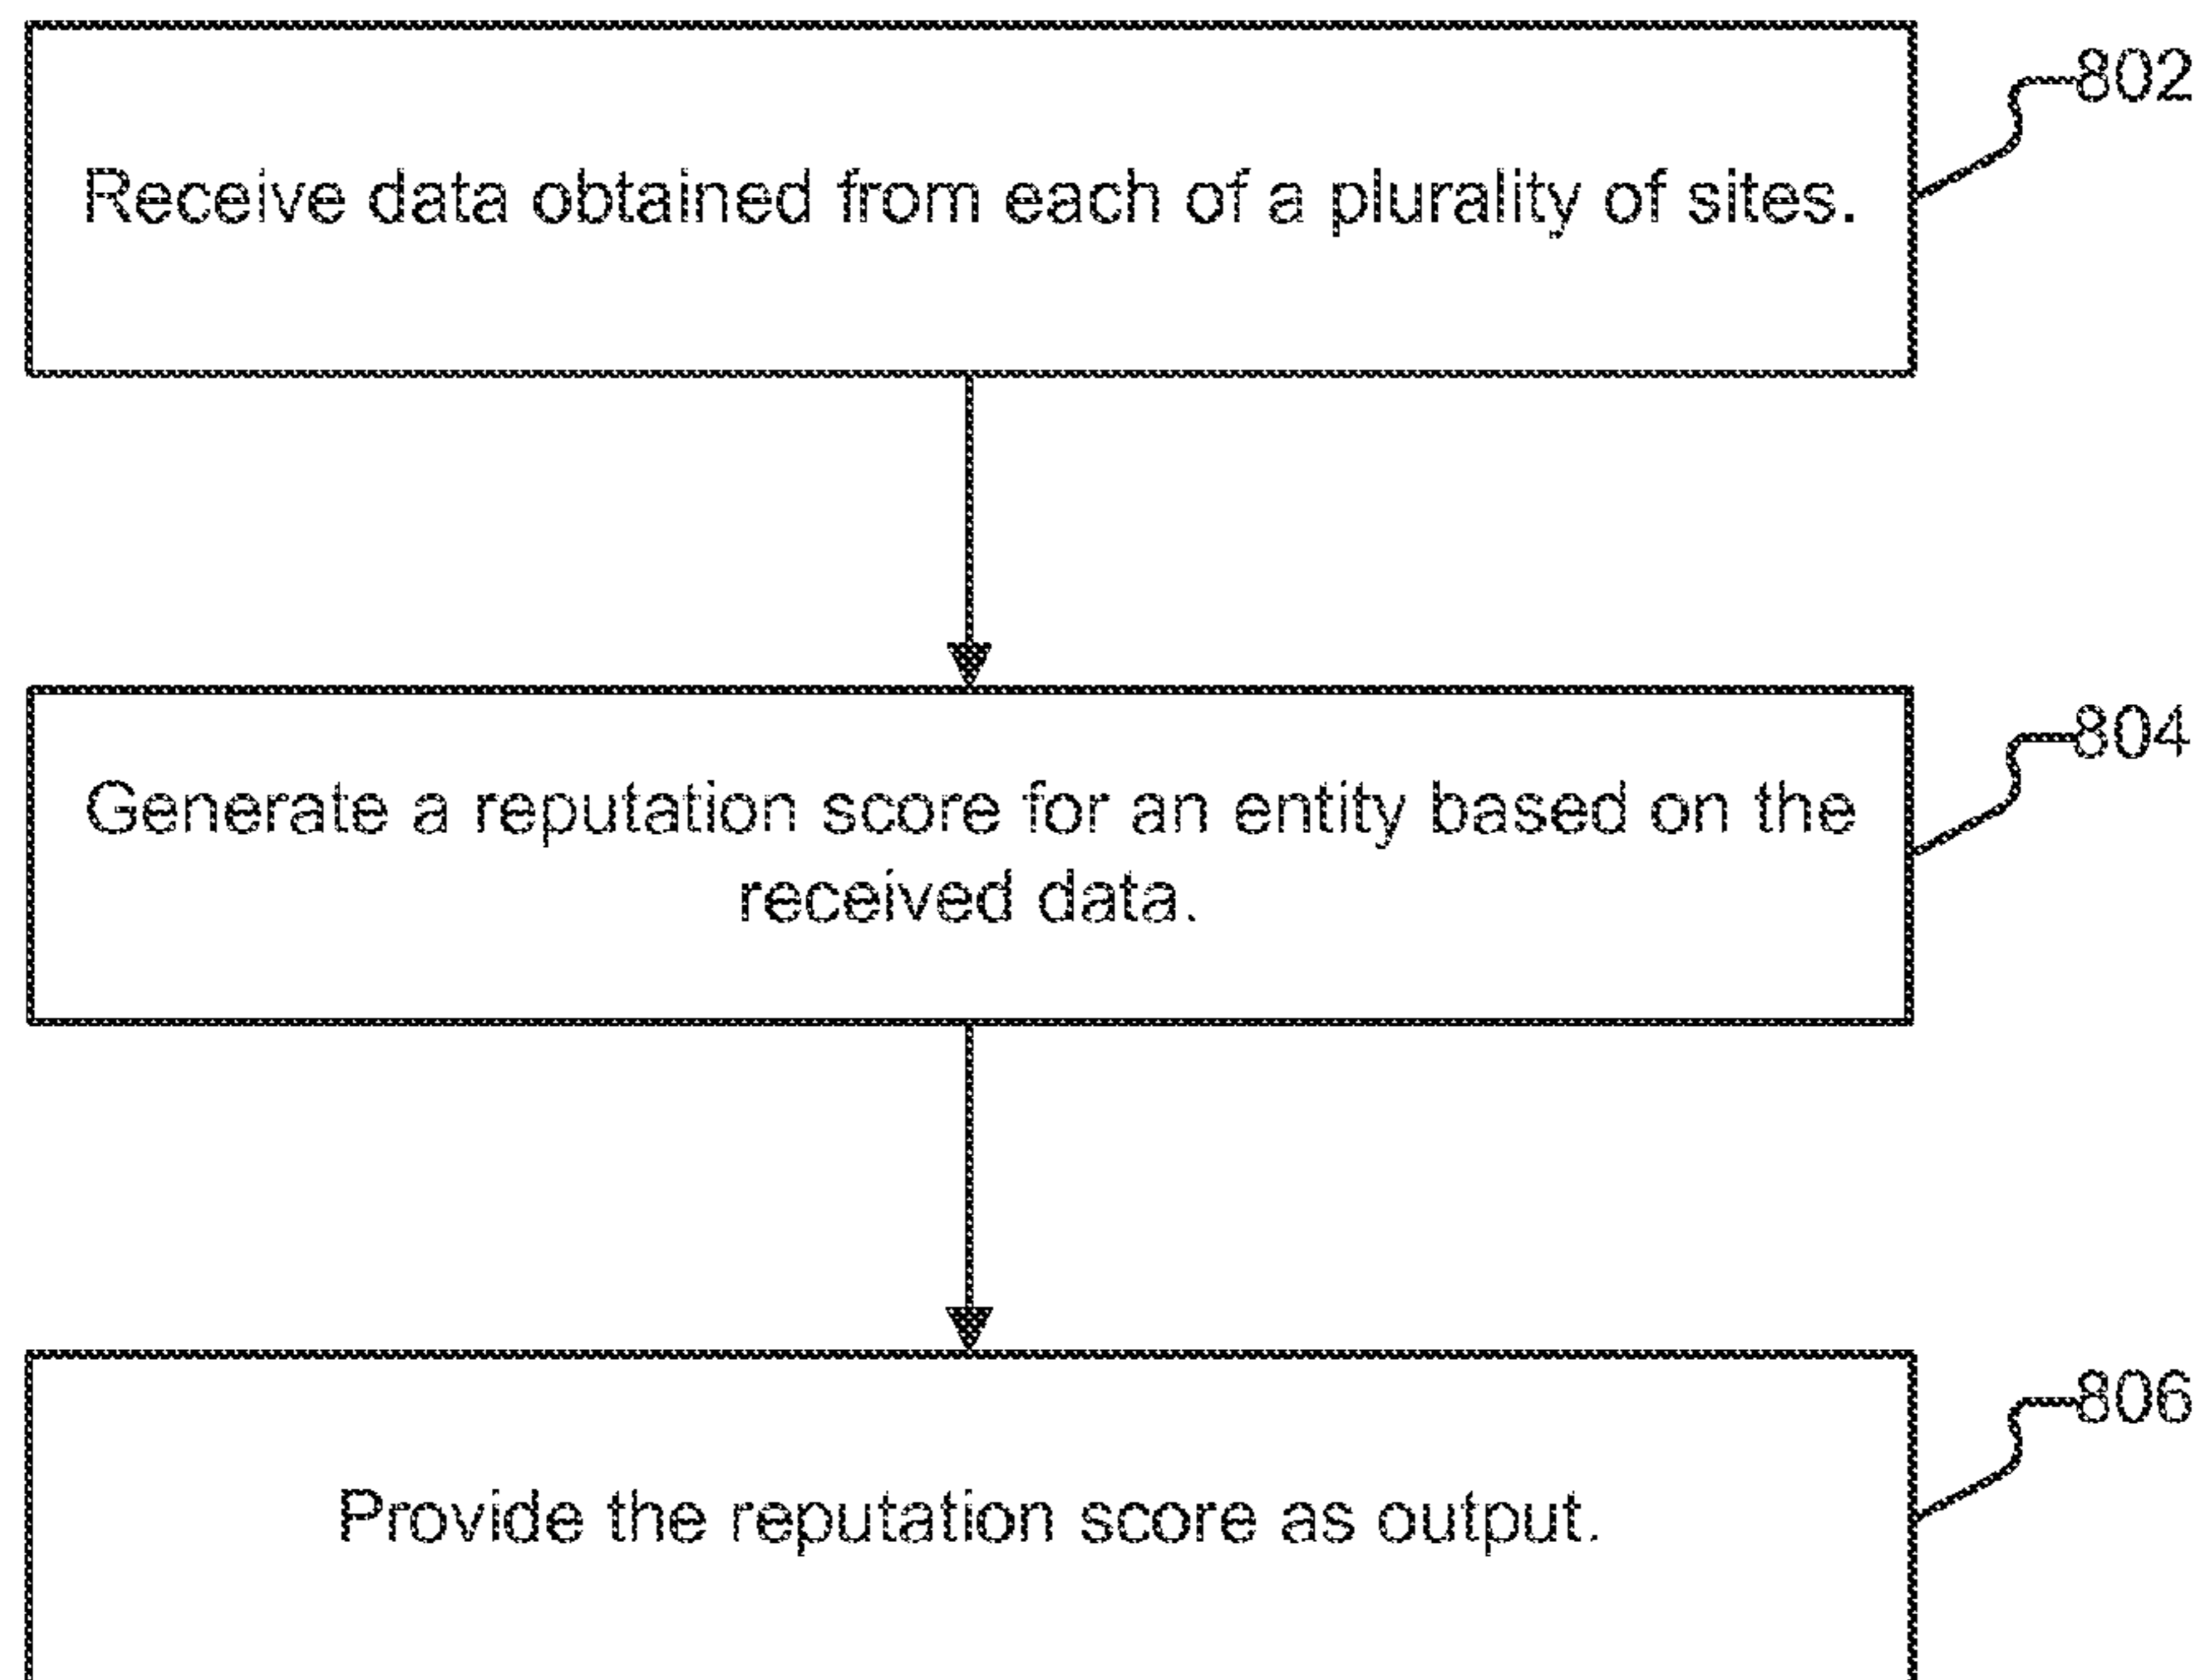 802
Receive data obtained from each of a plurality of sites.
804
Generate a reputation score for an entity based on the
received data.
806
Provide the reputation score as output.